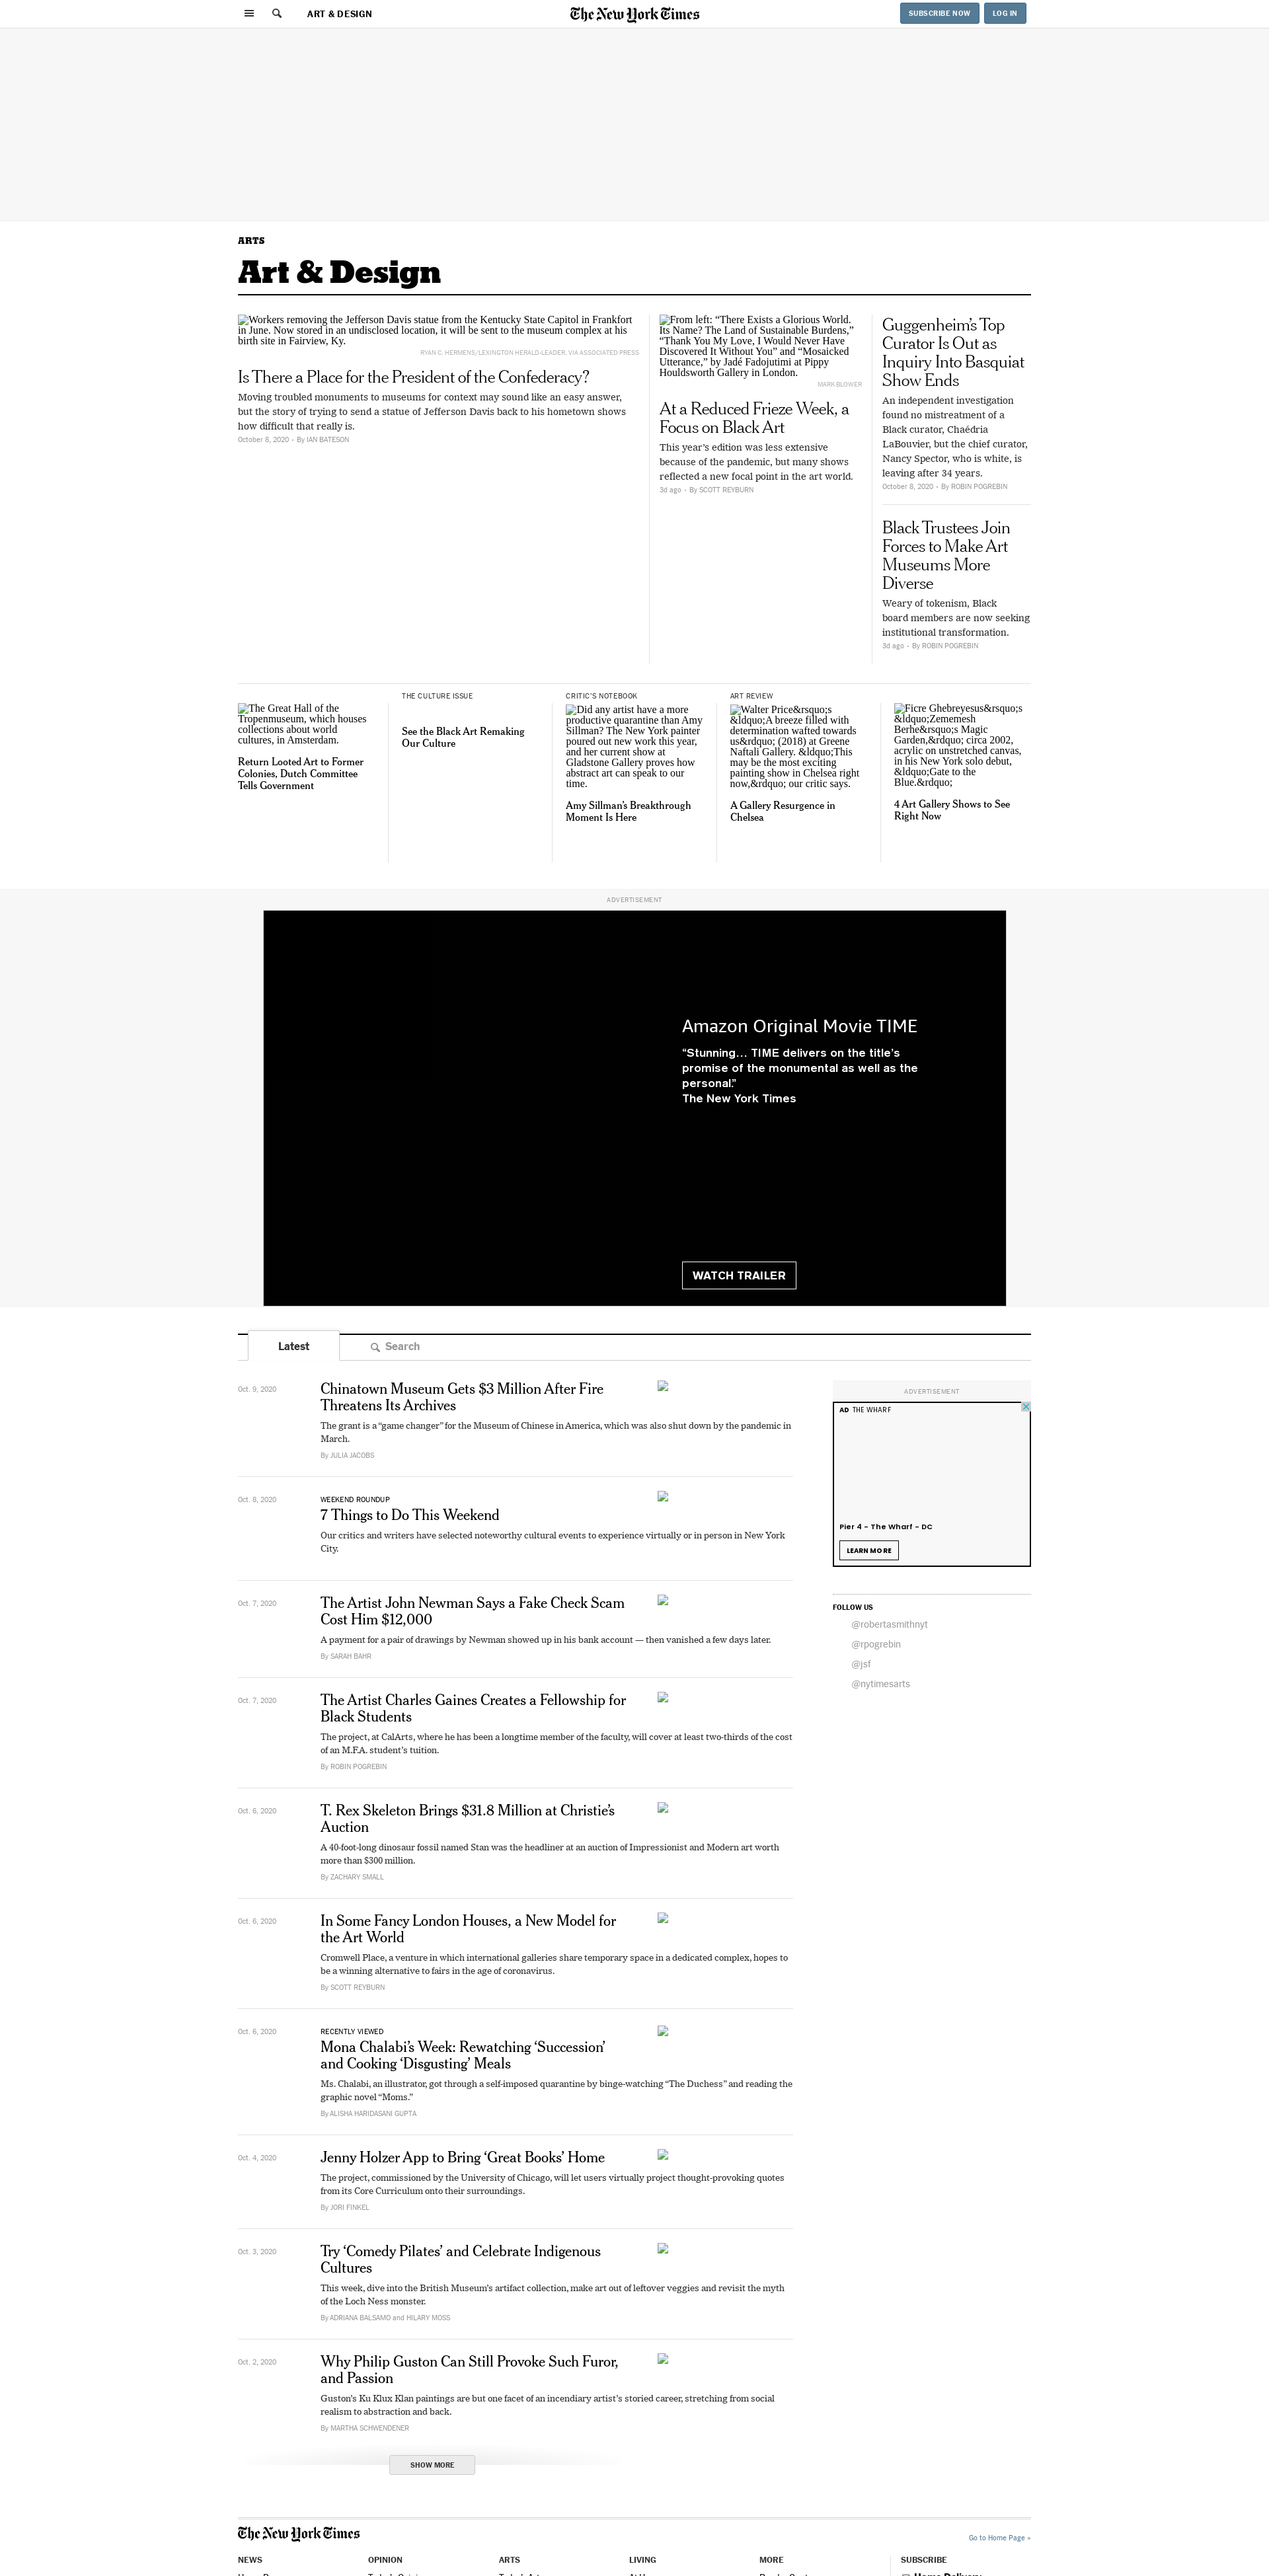 ART & DESIGN
The New York Times
SUBSCRIBE NOW
LOG IN
ARTS
Art & Design
Workers removing the Jefferson Davis statue from the Kentucky State Capitol in Frankfort
in June. Now stored in an undisclosed location, it will be sent to the museum complex at his
birth site in Fairview, Ky.
RYAN C. HERMENS/LEXINGTON HERALD-LEADER, VIA ASSOCIATED PRESS
Is There a Place for the President of the Confederacy?
Moving troubled monuments to museums for context may sound like an easy answer,
but the story of trying to send a statue of Jefferson Davis back to his hometown shows
how difficult that really is.
October 8, 2020 • By IAN BATESON
From left: “There Exists a Glorious World.
Its Name? The Land of Sustainable Burdens,”
“Thank You My Love, I Would Never Have
Discovered It Without You” and “Mosaicked
Utterance,” by Jadé Fadojutimi at Pippy
Houldsworth Gallery in London.
MARK BLOWER
At a Reduced Frieze Week, a
Focus on Black Art
This year’s edition was less extensive
because of the pandemic, but many shows
reflected a new focal point in the art world.
3d ago • By SCOTT REYBURN
Guggenheim’s Top
Curator Is Out as
Inquiry Into Basquiat
Show Ends
An independent investigation
found no mistreatment of a
Black curator, Chaédria
LaBouvier, but the chief curator,
Nancy Spector, who is white, is
leaving after 34 years.
October 8, 2020 • By ROBIN POGREBIN
Black Trustees Join
Forces to Make Art
Museums More
Diverse
Weary of tokenism, Black
board members are now seeking
institutional transformation.
3d ago • By ROBIN POGREBIN
The Great Hall of the
Tropenmuseum, which houses
collections about world
cultures, in Amsterdam.
Return Looted Art to Former
Colonies, Dutch Committee
Tells Government
THE CULTURE ISSUE
See the Black Art Remaking
Our Culture
CRITIC’S NOTEBOOK
Did any artist have a more
productive quarantine than Amy
Sillman? The New York painter
poured out new work this year,
and her current show at
Gladstone Gallery proves how
abstract art can speak to our
time.
Amy Sillman’s Breakthrough
Moment Is Here
ART REVIEW
Walter Price&rsquo;s
&ldquo;A breeze filled with
determination wafted towards
us&rdquo; (2018) at Greene
Naftali Gallery. &ldquo;This
may be the most exciting
painting show in Chelsea right
now,&rdquo; our critic says.
A Gallery Resurgence in
Chelsea
Ficre Ghebreyesus&rsquo;s
&ldquo;Zememesh
Berhe&rsquo;s Magic
Garden,&rdquo; circa 2002,
acrylic on unstretched canvas,
in his New York solo debut,
&ldquo;Gate to the
Blue.&rdquo;
4 Art Gallery Shows to See
Right Now
ADVERTISEMENT
Amazon Original Movie TIME
“Stunning… TIME delivers on the title’s
promise of the monumental as well as the
personal.”
The New York Times
WATCH TRAILER
Latest
Search
Oct. 9, 2020
Chinatown Museum Gets $3 Million After Fire
Threatens Its Archives
The grant is a “game changer” for the Museum of Chinese in America, which was also shut down by the pandemic in
March.
By JULIA JACOBS
Oct. 8, 2020
WEEKEND ROUNDUP
7 Things to Do This Weekend
Our critics and writers have selected noteworthy cultural events to experience virtually or in person in New York
City.
Oct. 7, 2020
The Artist John Newman Says a Fake Check Scam
Cost Him $12,000
A payment for a pair of drawings by Newman showed up in his bank account — then vanished a few days later.
By SARAH BAHR
Oct. 7, 2020
The Artist Charles Gaines Creates a Fellowship for
Black Students
The project, at CalArts, where he has been a longtime member of the faculty, will cover at least two-thirds of the cost
of an M.F.A. student’s tuition.
By ROBIN POGREBIN
Oct. 6, 2020
T. Rex Skeleton Brings $31.8 Million at Christie’s
Auction
A 40-foot-long dinosaur fossil named Stan was the headliner at an auction of Impressionist and Modern art worth
more than $300 million.
By ZACHARY SMALL
Oct. 6, 2020
In Some Fancy London Houses, a New Model for
the Art World
Cromwell Place, a venture in which international galleries share temporary space in a dedicated complex, hopes to
be a winning alternative to fairs in the age of coronavirus.
By SCOTT REYBURN
Oct. 6, 2020
RECENTLY VIEWED
Mona Chalabi’s Week: Rewatching ‘Succession’
and Cooking ‘Disgusting’ Meals
Ms. Chalabi, an illustrator, got through a self-imposed quarantine by binge-watching “The Duchess” and reading the
graphic novel “Moms.”
By ALISHA HARIDASANI GUPTA
Oct. 4, 2020
Jenny Holzer App to Bring ‘Great Books’ Home
The project, commissioned by the University of Chicago, will let users virtually project thought-provoking quotes
from its Core Curriculum onto their surroundings.
By JORI FINKEL
Oct. 3, 2020
Try ‘Comedy Pilates’ and Celebrate Indigenous
Cultures
This week, dive into the British Museum’s artifact collection, make art out of leftover veggies and revisit the myth
of the Loch Ness monster.
By ADRIANA BALSAMO and HILARY MOSS
Oct. 2, 2020
Why Philip Guston Can Still Provoke Such Furor,
and Passion
Guston’s Ku Klux Klan paintings are but one facet of an incendiary artist’s storied career, stretching from social
realism to abstraction and back.
By MARTHA SCHWENDENER
SHOW MORE
ADVERTISEMENT
AD THE WHARF
Pier 4 - The Wharf - DC
LEARN MORE
FOLLOW US
@robertasmithnyt
@rpogrebin
@jsf
@nytimesarts
The New York Times
Go to Home Page »
NEWS
OPINION
ARTS
LIVING
MORE
SUBSCRIBE